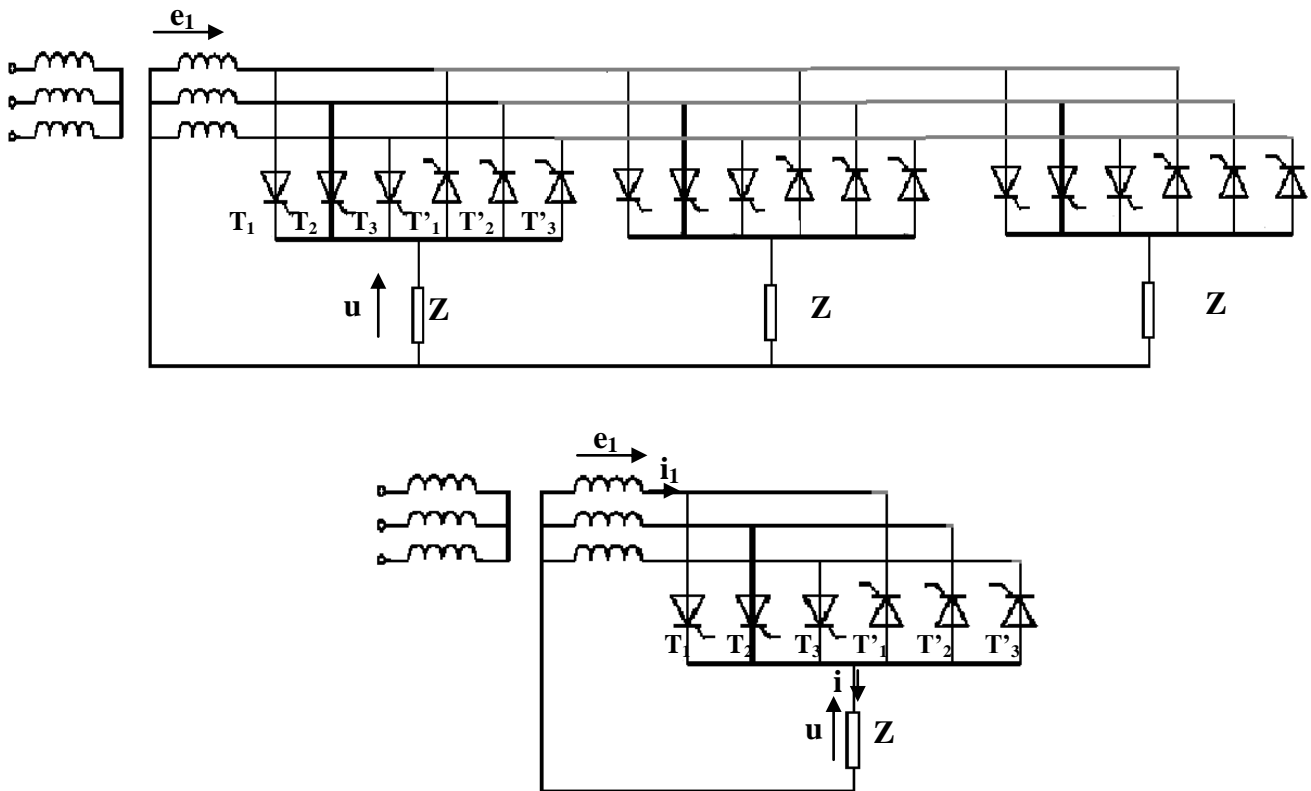 e₁
T₁ T₂ T₃ T’₁ T’₂ T’₃
u Z Z Z
e₁
i₁
T₁ T₂ T₃ T’₁ T’₂ T’₃
i
u Z